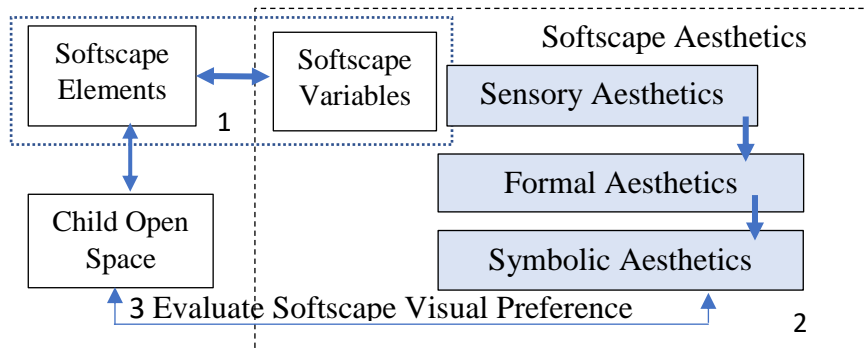 Softscape
Elements
Softscape
Variables
1
Softscape Aesthetics
Sensory Aesthetics
Formal Aesthetics
Symbolic Aesthetics
Child Open
Space
3 Evaluate Softscape Visual Preference
2